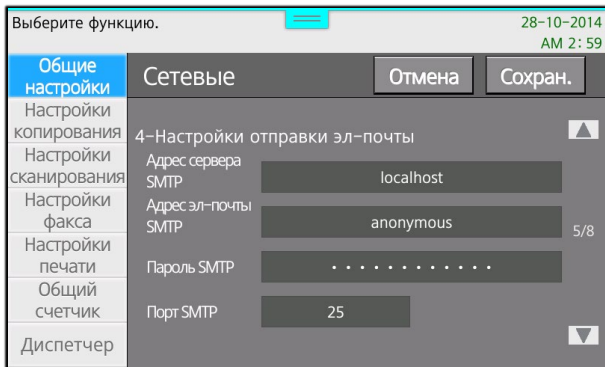 Выберите функцию.
28-10-2014
AM 2:59
Общие
настройки
Настройки
копирования
Настройки
сканирования
Настройки
факса
Настройки
печати
Общий
счетчик
Диспетчер
Сетевые
Отмена
Сохран.
4-Настройки отправки эл-почты
Адрес сервера
SMTP
localhost
Адрес эл-почты
SMTP
anonymous
5/8
Пароль SMTP
············
Порт SMTP
25